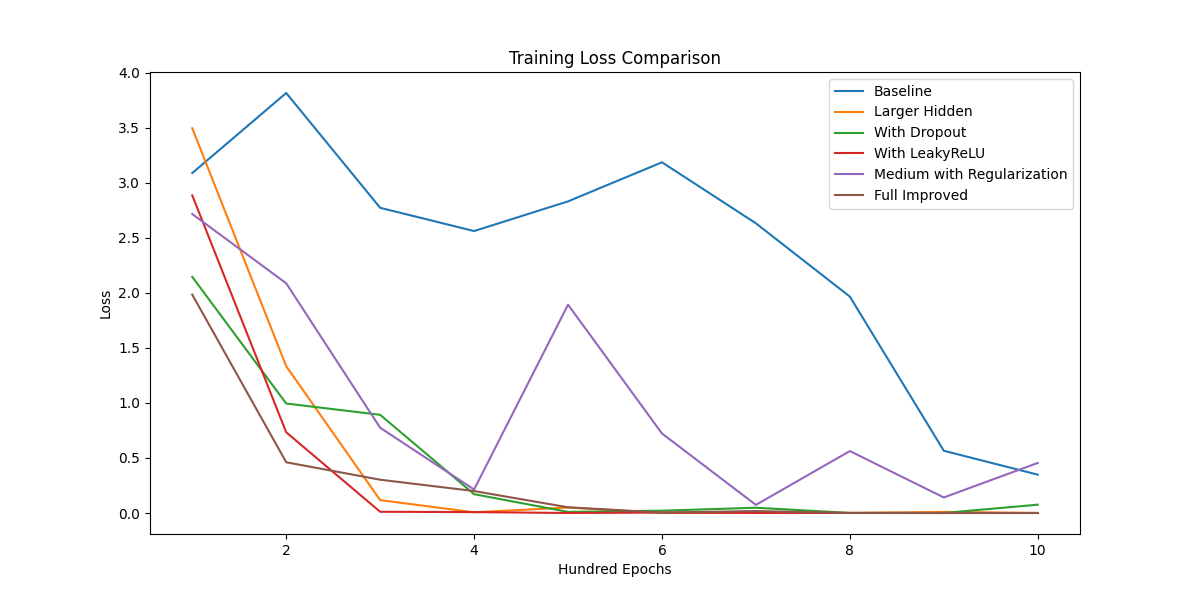 Training Loss Comparison
4.0
3.5
3.0
2.5
2.0
1.5
1.0
0.5
0.0
Loss
2
4
6
8
10
Hundred Epochs
Baseline
Larger Hidden
With Dropout
With LeakyReLU
Medium with Regularization
Full Improved